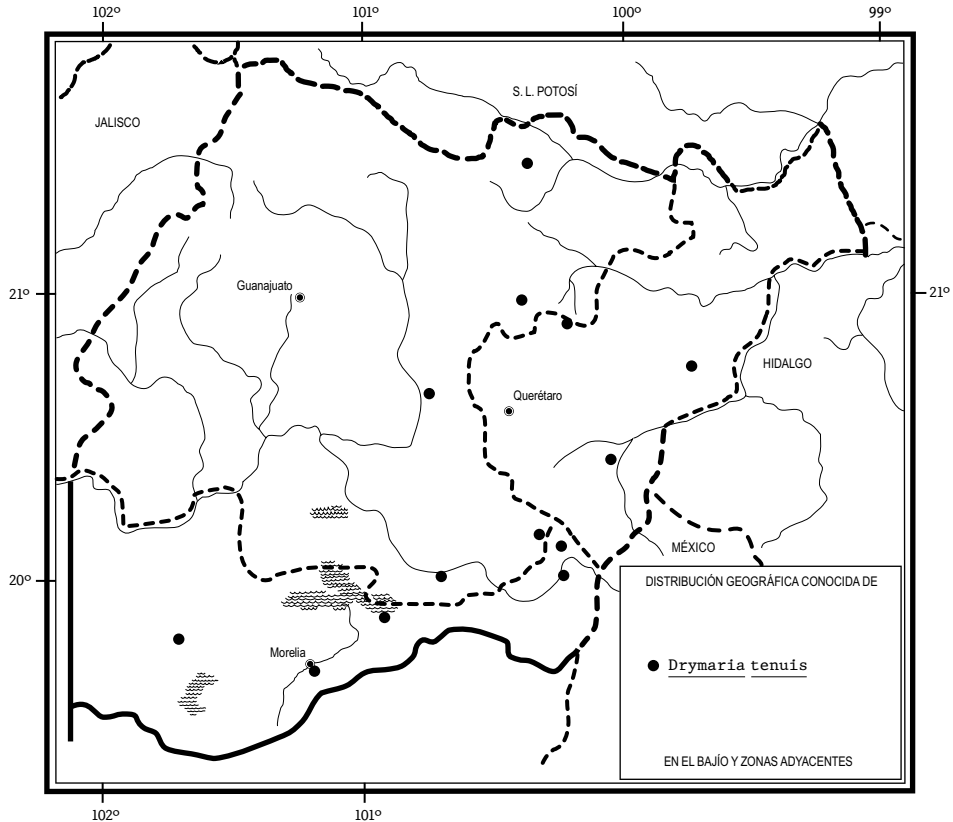 102º 101º 100º 99º
S. L. POTOSÍ
JALISCO
Guanajuato
21º 21º
HIDALGO
Querétaro
MÉXICO
20º
DISTRIBUCIÓN GEOGRÁFICA CONOCIDA DE
Morelia
Drymaria tenuis
EN EL BAJÍO Y ZONAS ADYACENTES
102º 101º